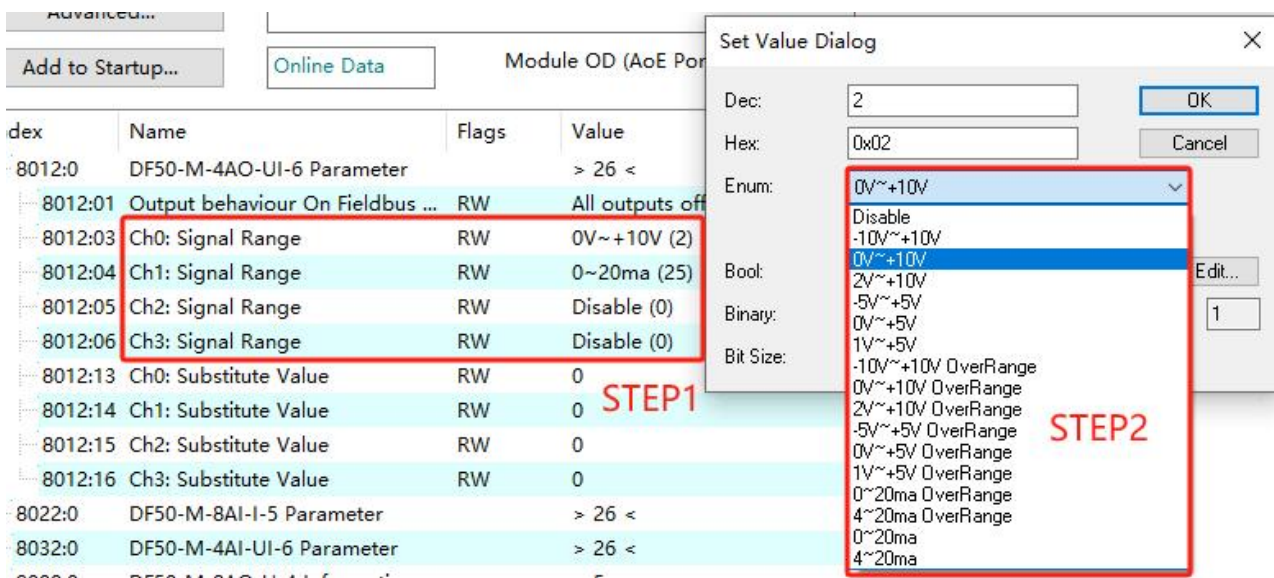 Advanced...
Add to Startup...
Online Data
Module OD (AoE Por
dex Name Flags Value
8012:0 DF50-M-4AO-UI-6 Parameter > 26 <
8012:01 Output behaviour On Fieldbus ... RW All outputs off
8012:03 Ch0: Signal Range RW 0V~+10V (2)
8012:04 Ch1: Signal Range RW 0~20ma (25)
8012:05 Ch2: Signal Range RW Disable (0)
8012:06 Ch3: Signal Range RW Disable (0)
8012:13 Ch0: Substitute Value RW 0
8012:14 Ch1: Substitute Value RW 0
8012:15 Ch2: Substitute Value RW 0
8012:16 Ch3: Substitute Value RW 0
8022:0 DF50-M-8AI-I-5 Parameter > 26 <
8032:0 DF50-M-4AI-UI-6 Parameter > 26 <
STEP1
Set Value Dialog
Dec: 2 OK
Hex: 0x02 Cancel
Enum: 0V~+10V
Disable
-10V~+10V
0V~+10V
2V~+10V
-5V~+5V
0V~+5V
1V~+5V
-10V~+10V OverRange
0V~+10V OverRange
2V~+10V OverRange
-5V~+5V OverRange
0V~+5V OverRange
1V~+5V OverRange
0~20ma OverRange
4~20ma OverRange
0~20ma
4~20ma
Bool: Edit...
Binary: 1
Bit Size:
STEP2